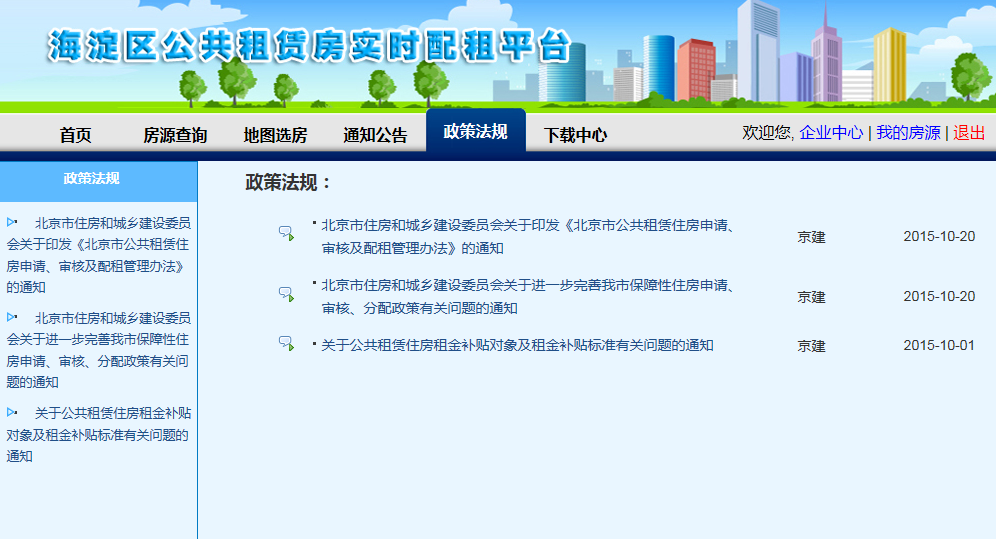 海淀区公共租赁房实时配租平台
首页 房源查询 地图选房 通知公告 政策法规 下载中心 欢迎您, 企业中心 | 我的房源 | 退出
政策法规
北京市住房和城乡建设委员
会关于印发《北京市公共租赁住
房申请、审核及配租管理办法》
的通知
北京市住房和城乡建设委员
会关于进一步完善我市保障性住
房申请、审核、分配政策有关问
题的通知
关于公共租赁住房租金补贴
对象及租金补贴标准有关问题的
通知
政策法规：
北京市住房和城乡建设委员会关于印发《北京市公共租赁住房申请、
审核及配租管理办法》的通知
京建 2015-10-20
北京市住房和城乡建设委员会关于进一步完善我市保障性住房申请、
审核、分配政策有关问题的通知
京建 2015-10-20
关于公共租赁住房租金补贴对象及租金补贴标准有关问题的通知 京建 2015-10-01